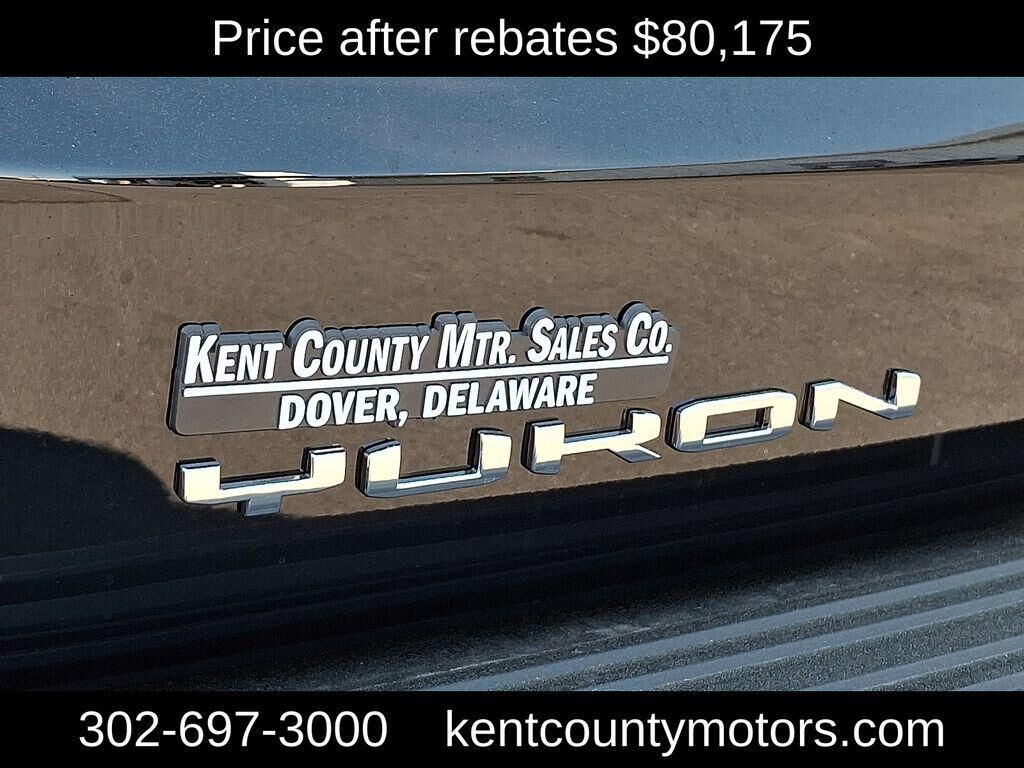 Price after rebates $80,175
KENT COUNTY MTR. SALES CO.
DOVER, DELAWARE
YUKON
302-697-3000 kentcountymotors.com